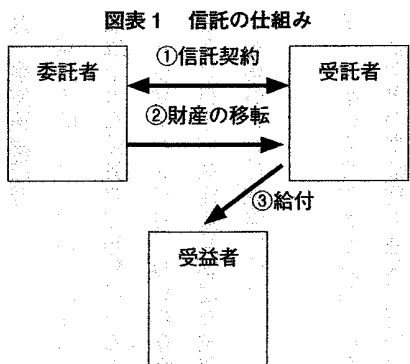 図表1 信託の仕組み
委託者
①信託契約
受託者
②財産の移転
③給付
受益者